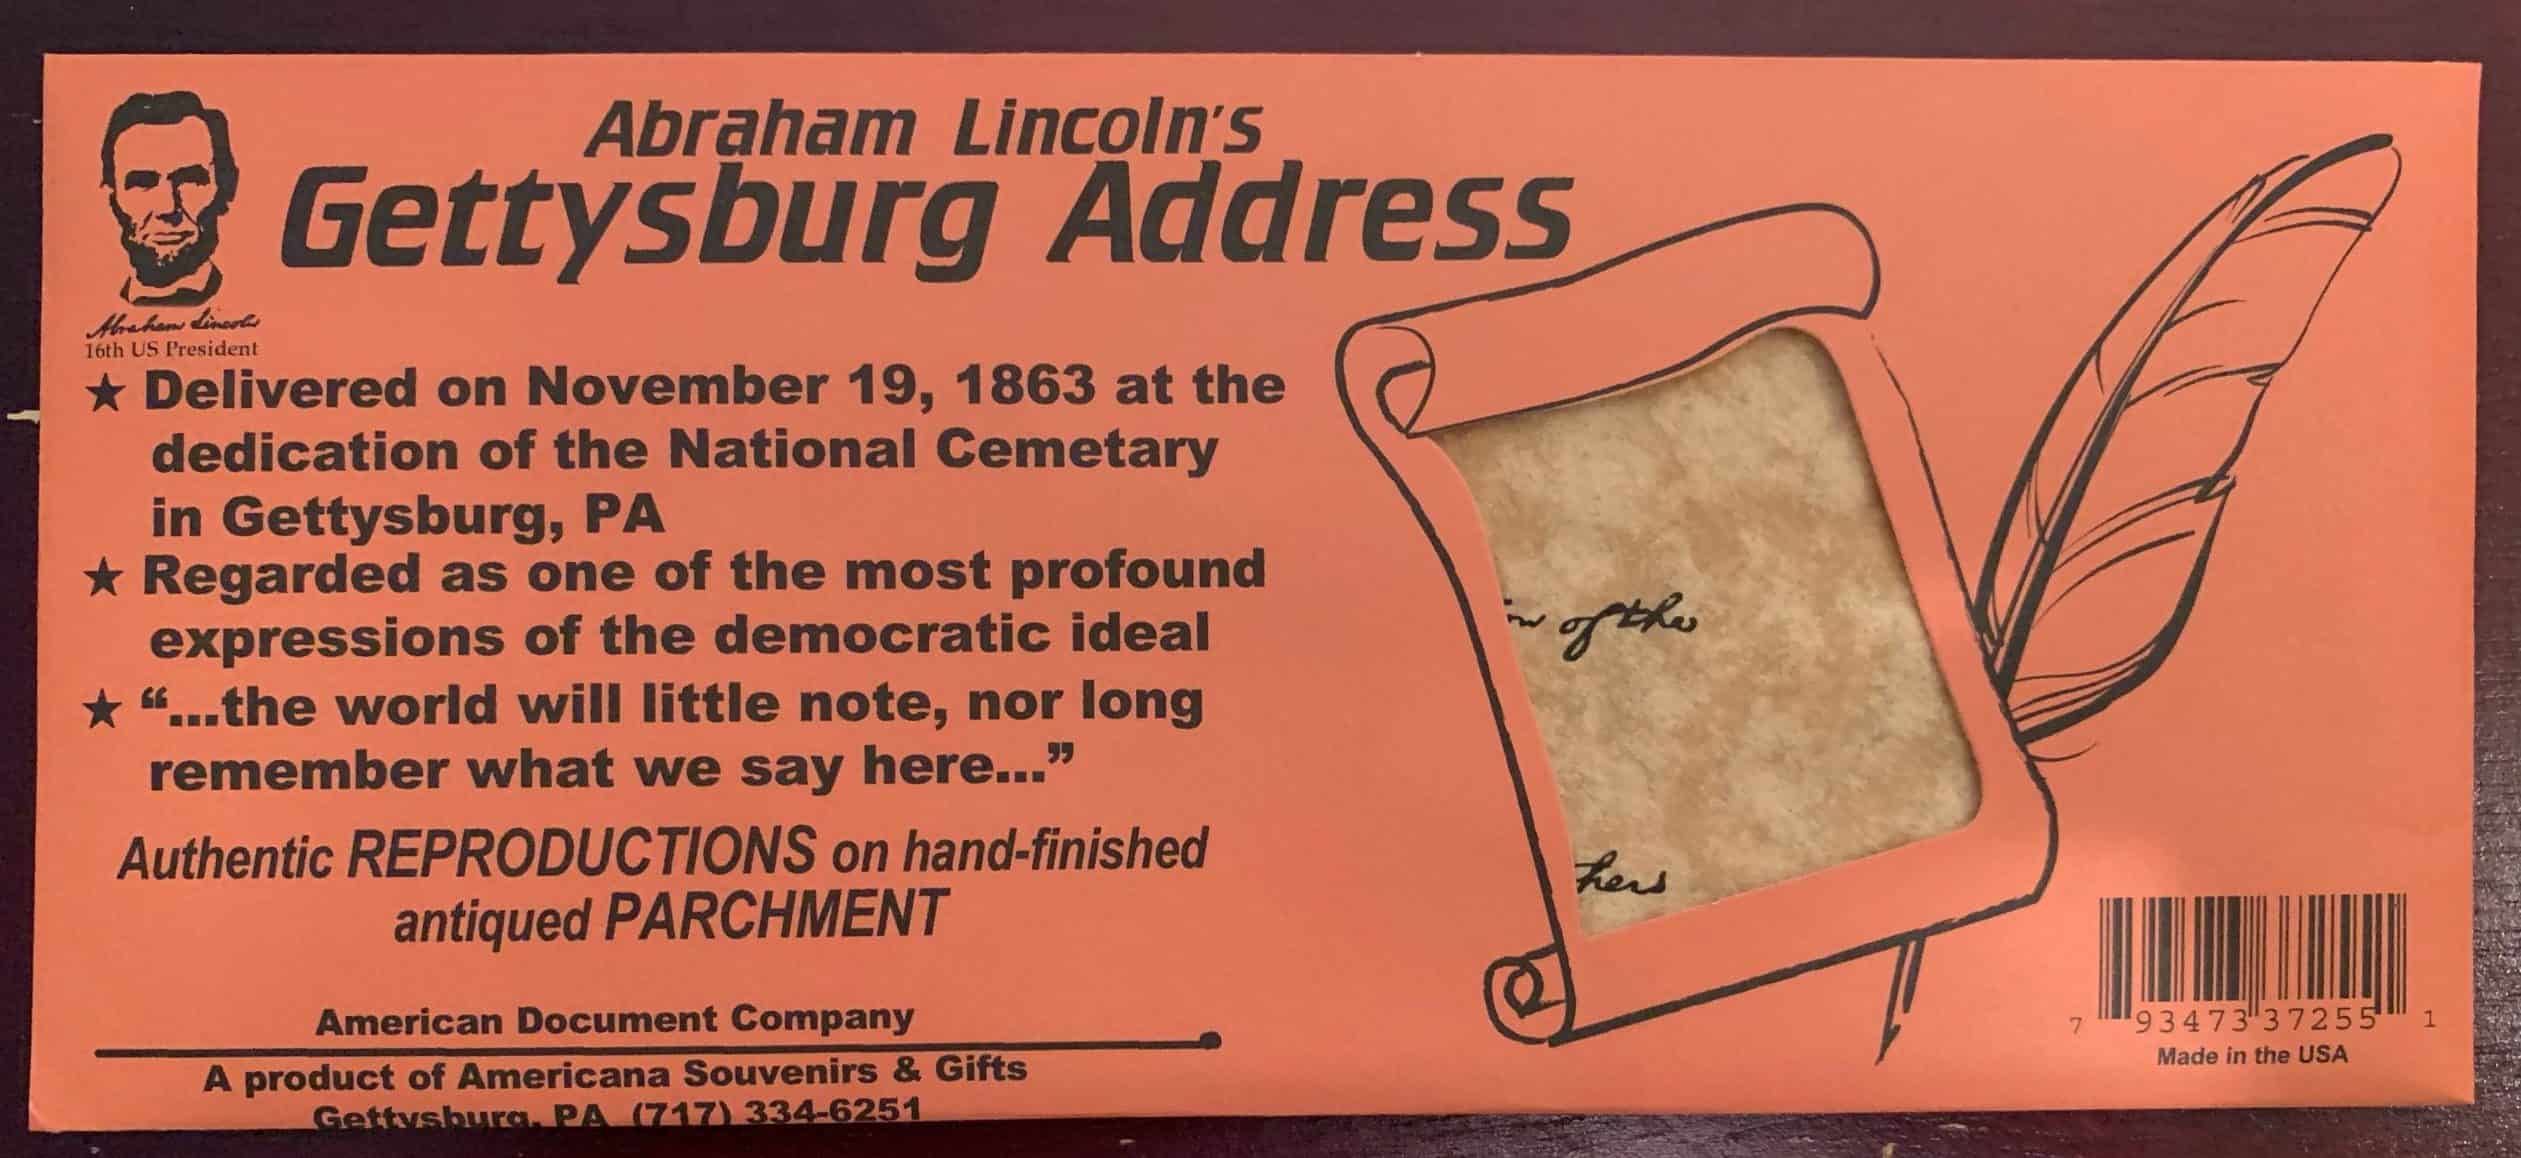 Abraham Lincoln's
Gettysburg Address
Abraham Lincoln
16th US President
★ Delivered on November 19, 1863 at the
dedication of the National Cemetary
in Gettysburg, PA
★ Regarded as one of the most profound
expressions of the democratic ideal
★ “...the world will little note, nor long
remember what we say here...”
Authentic REPRODUCTIONS on hand-finished
antiqued PARCHMENT
American Document Company
A product of Americana Souvenirs & Gifts
Gettysburg, PA (717) 334-6251
of the
hers
7 93473 37255 1
Made in the USA